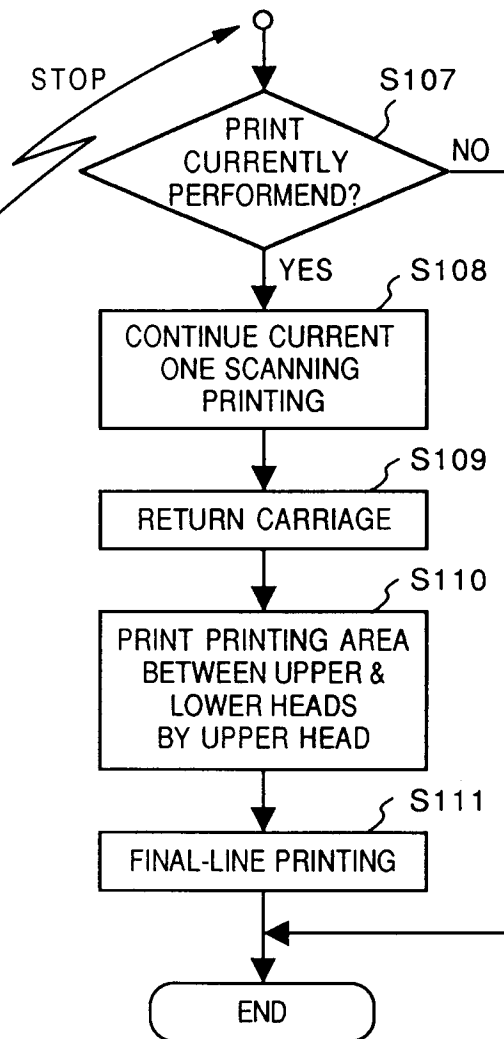 STOP
S107
PRINT
CURRENTLY
PERFORMEND?
NO
YES
S108
CONTINUE CURRENT
ONE SCANNING
PRINTING
S109
RETURN CARRIAGE
S110
PRINT PRINTING AREA
BETWEEN UPPER &
LOWER HEADS
BY UPPER HEAD
S111
FINAL-LINE PRINTING
END